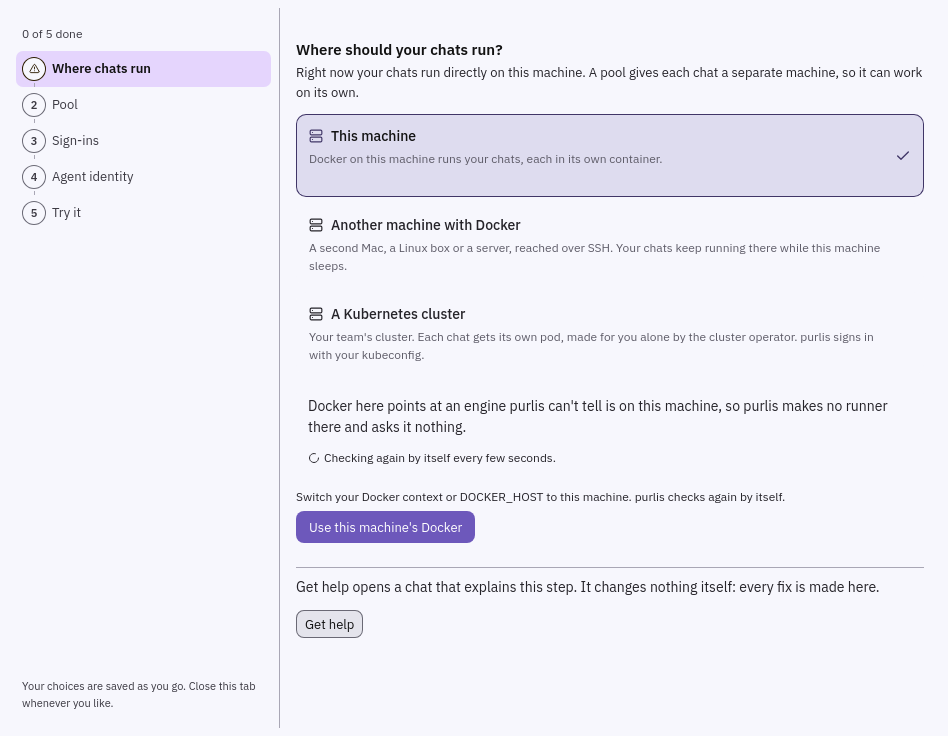 0 of 5 done
Where chats run
2 Pool
3 Sign-ins
4 Agent identity
5 Try it
Your choices are saved as you go. Close this tab
whenever you like.
Where should your chats run?
Right now your chats run directly on this machine. A pool gives each chat a separate machine, so it can work
on its own.
This machine
Docker on this machine runs your chats, each in its own container.
Another machine with Docker
A second Mac, a Linux box or a server, reached over SSH. Your chats keep running there while this machine
sleeps.
A Kubernetes cluster
Your team's cluster. Each chat gets its own pod, made for you alone by the cluster operator. purlis signs in
with your kubeconfig.
Docker here points at an engine purlis can't tell is on this machine, so purlis makes no runner
there and asks it nothing.
Checking again by itself every few seconds.
Switch your Docker context or DOCKER_HOST to this machine. purlis checks again by itself.
Use this machine's Docker
Get help opens a chat that explains this step. It changes nothing itself: every fix is made here.
Get help